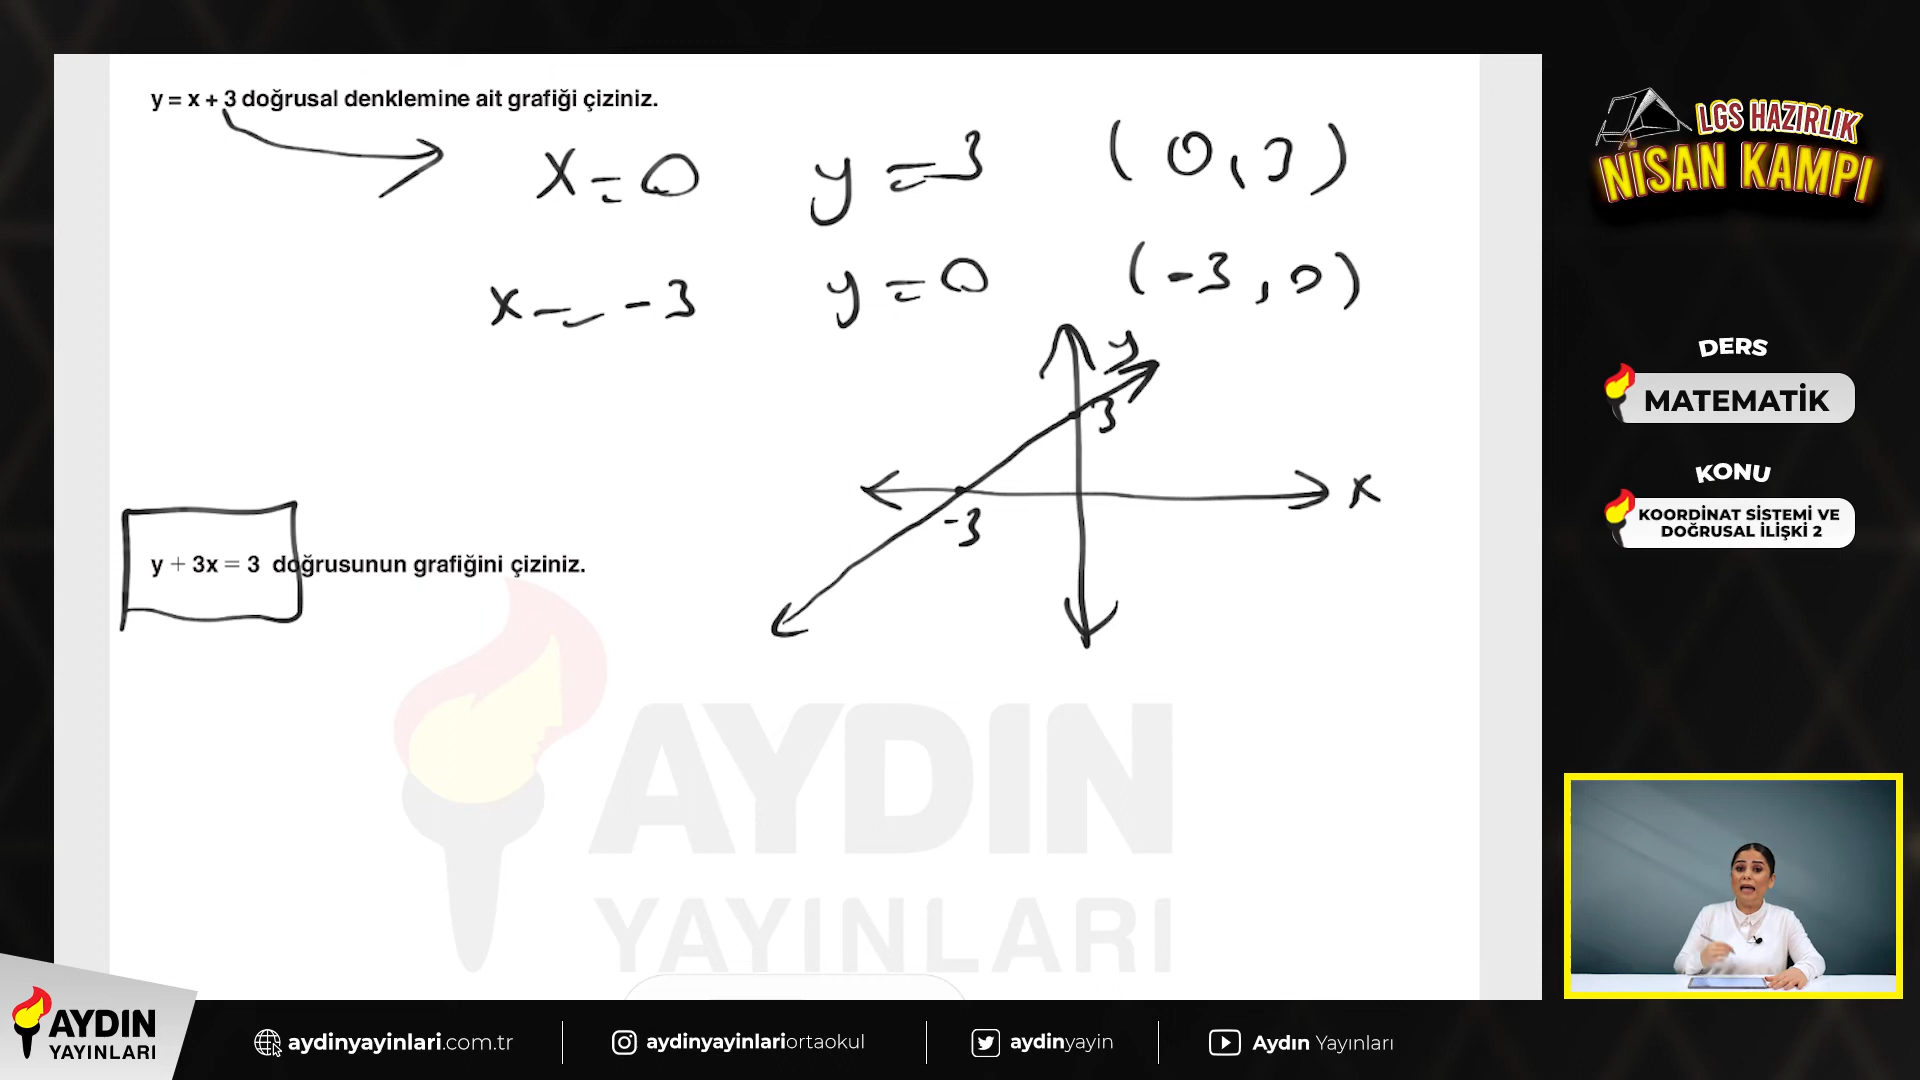 y = x + 3 doğrusal denklemine ait grafiği çiziniz.
x = 0 y = 3 (0,3)
x = -3 y = 0 (-3,0)
y
3
x
-3
y + 3x = 3 doğrusunun grafiğini çiziniz.
AYDIN
YAYINLARI
LGS HAZIRLIK
NİSAN KAMPI
DERS
MATEMATİK
KONU
KOORDİNAT SİSTEMİ VE
DOĞRUSAL İLİŞKİ 2
AYDIN
YAYINLARI
aydinyayinlari.com.tr
aydinyayinlariortaokul
aydinyayin
Aydın Yayınları